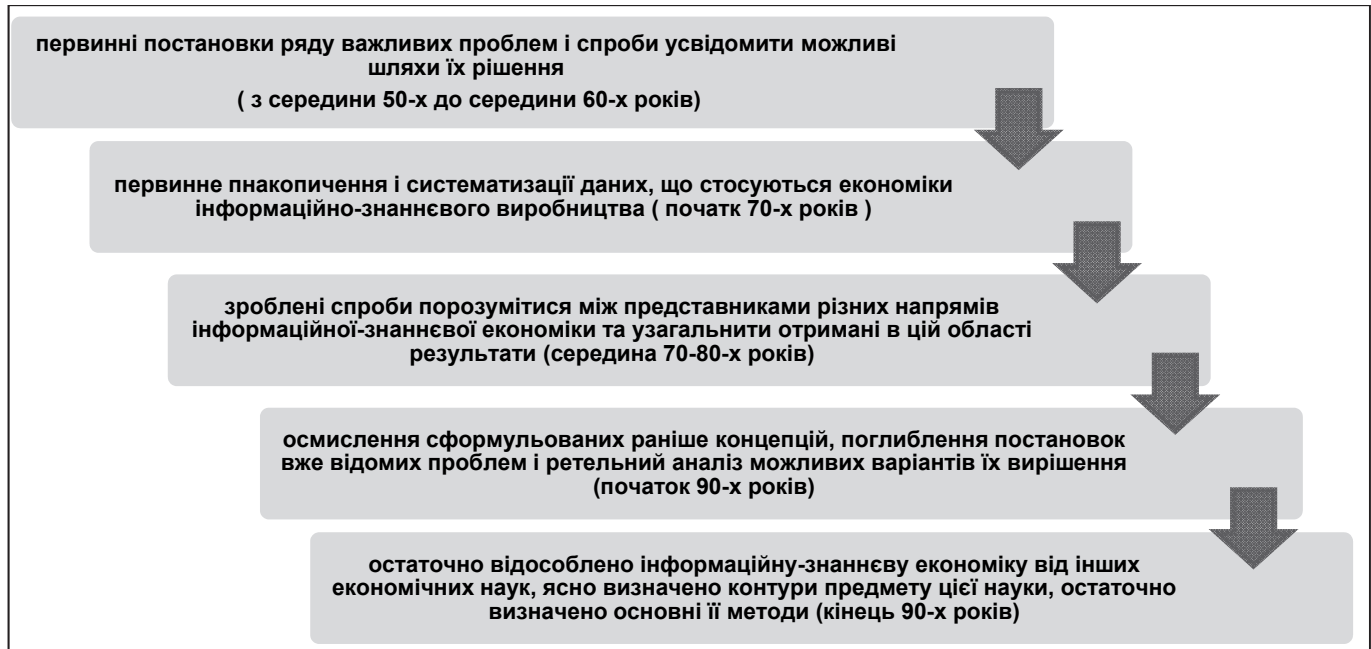 первинні постановки ряду важливих проблем і спроби усвідомити можливі
шляхи їх рішення
( з середини 50-х до середини 60-х років)
первинне пнакопичення і систематизації даних, що стосуються економіки
інформаційно-знаннєвого виробництва ( початк 70-х років )
зроблені спроби порозумітися між представниками різних напрямів
інформаційної-знаннєвої економіки та узагальнити отримані в цій області
результати (середина 70-80-х років)
осмислення сформульованих раніше концепцій, поглиблення постановок
вже відомих проблем і ретельний аналіз можливих варіантів їх вирішення
(початок 90-х років)
остаточно відособлено інформаційну-знаннєву економіку від інших
економічних наук, ясно визначено контури предмету цієї науки, остаточно
визначено основні її методи (кінець 90-х років)